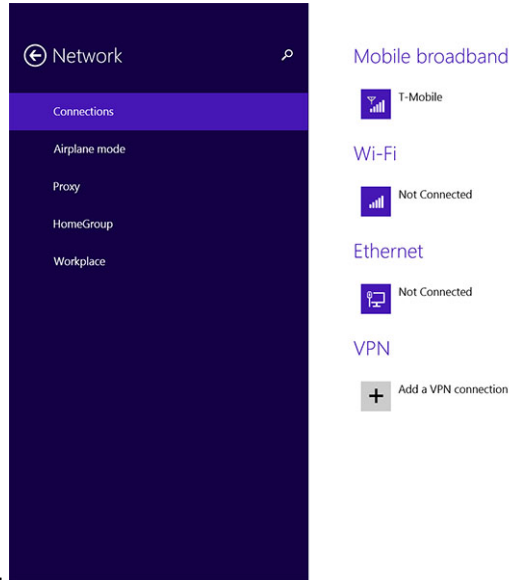 Network
Connections
Airplane mode
Proxy
HomeGroup
Workplace
Mobile broadband
T-Mobile
Wi-Fi
Not Connected
Ethernet
Not Connected
VPN
Add a VPN connection